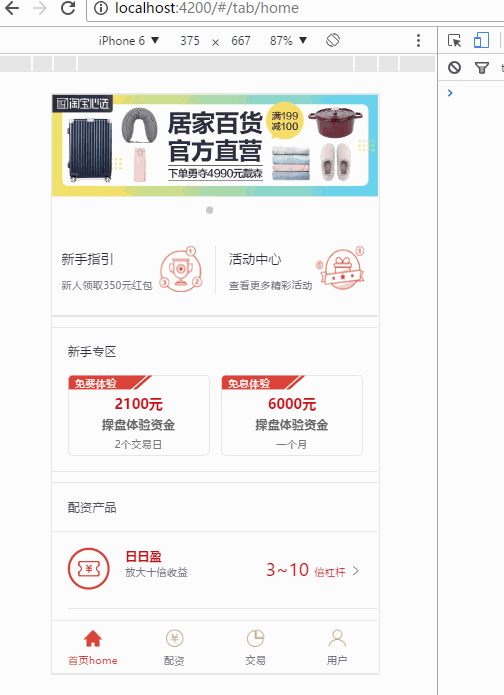 localhost:4200/#/tab/home
iPhone 6 ▼ 375 × 667 87% ▼
淘宝心选
居家百货
官方直营
下单勇夺4990元戴森
满199
减100
新手指引
新人领取350元红包
1
2
3
活动中心
查看更多精彩活动
新手专区
免费体验
2100元
操盘体验资金
2个交易日
免息体验
6000元
操盘体验资金
一个月
配资产品
日日盈
放大十倍收益
3~10 倍杠杆
首页home
配资
交易
用户